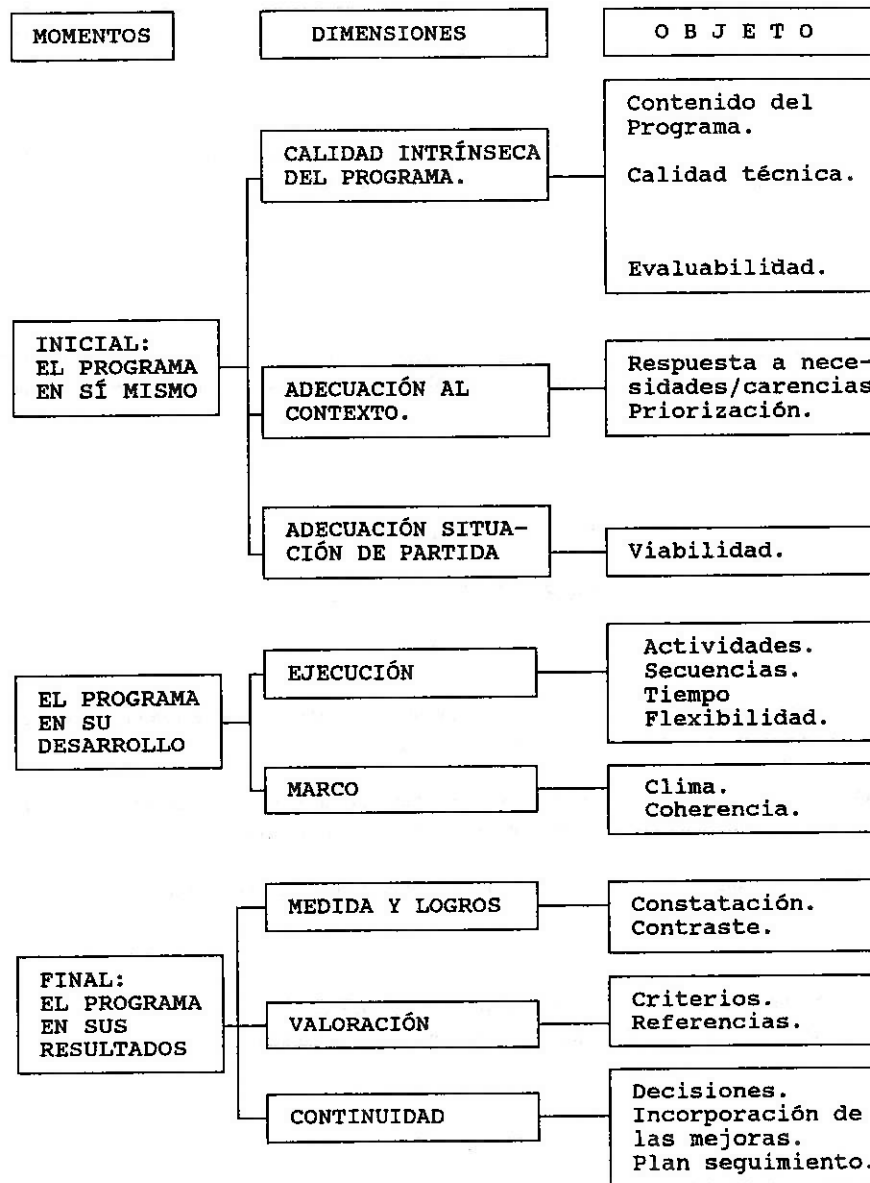 MOMENTOS
DIMENSIONES
O B J E T O
CALIDAD INTRÍNSECA
DEL PROGRAMA.
Contenido del
Programa.
Calidad técnica.
Evaluabilidad.
INICIAL:
EL PROGRAMA
EN SÍ MISMO
ADECUACIÓN AL
CONTEXTO.
Respuesta a nece-
sidades/carencias
Priorización.
ADECUACIÓN SITUA-
CIÓN DE PARTIDA
Viabilidad.
EL PROGRAMA
EN SU
DESARROLLO
EJECUCIÓN
Actividades.
Secuencias.
Tiempo
Flexibilidad.
MARCO
Clima.
Coherencia.
FINAL:
EL PROGRAMA
EN SUS
RESULTADOS
MEDIDA Y LOGROS
Constatación.
Contraste.
VALORACIÓN
Criterios.
Referencias.
CONTINUIDAD
Decisiones.
Incorporación de
las mejoras.
Plan seguimiento.